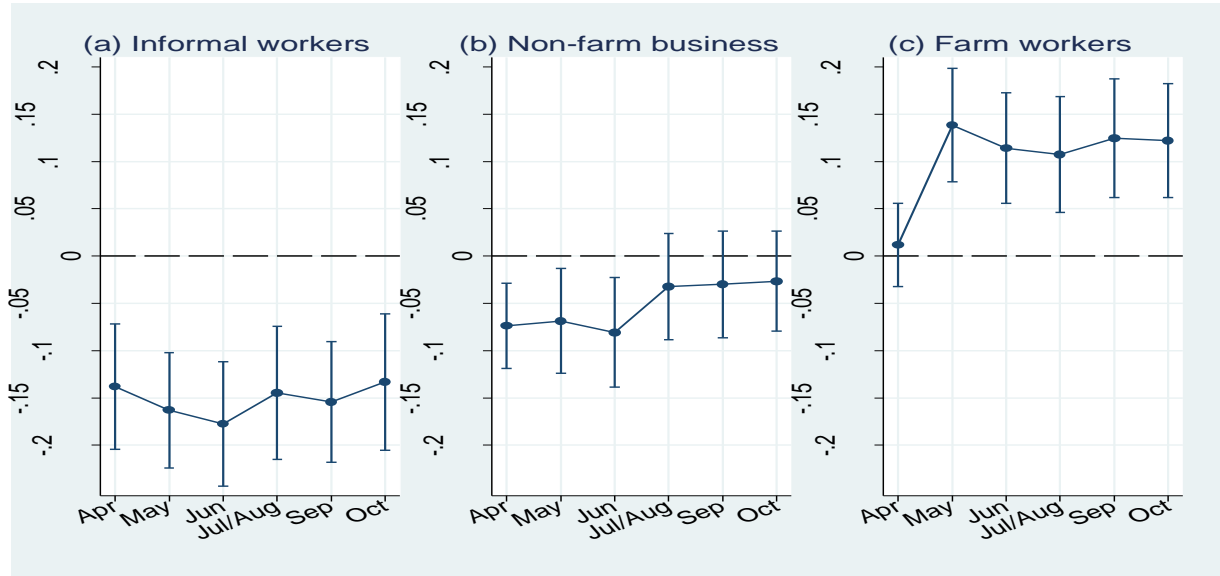 (a) Informal workers
.2
.15
.1
.05
0
-.05
-.1
-.15
-.2
Apr
May
Jun
Jul/Aug
Sep
Oct
(b) Non-farm business
.2
.15
.1
.05
0
-.05
-.1
-.15
-.2
Apr
May
Jun
Jul/Aug
Sep
Oct
(c) Farm workers
.2
.15
.1
.05
0
-.05
-.1
-.15
-.2
Apr
May
Jun
Jul/Aug
Sep
Oct